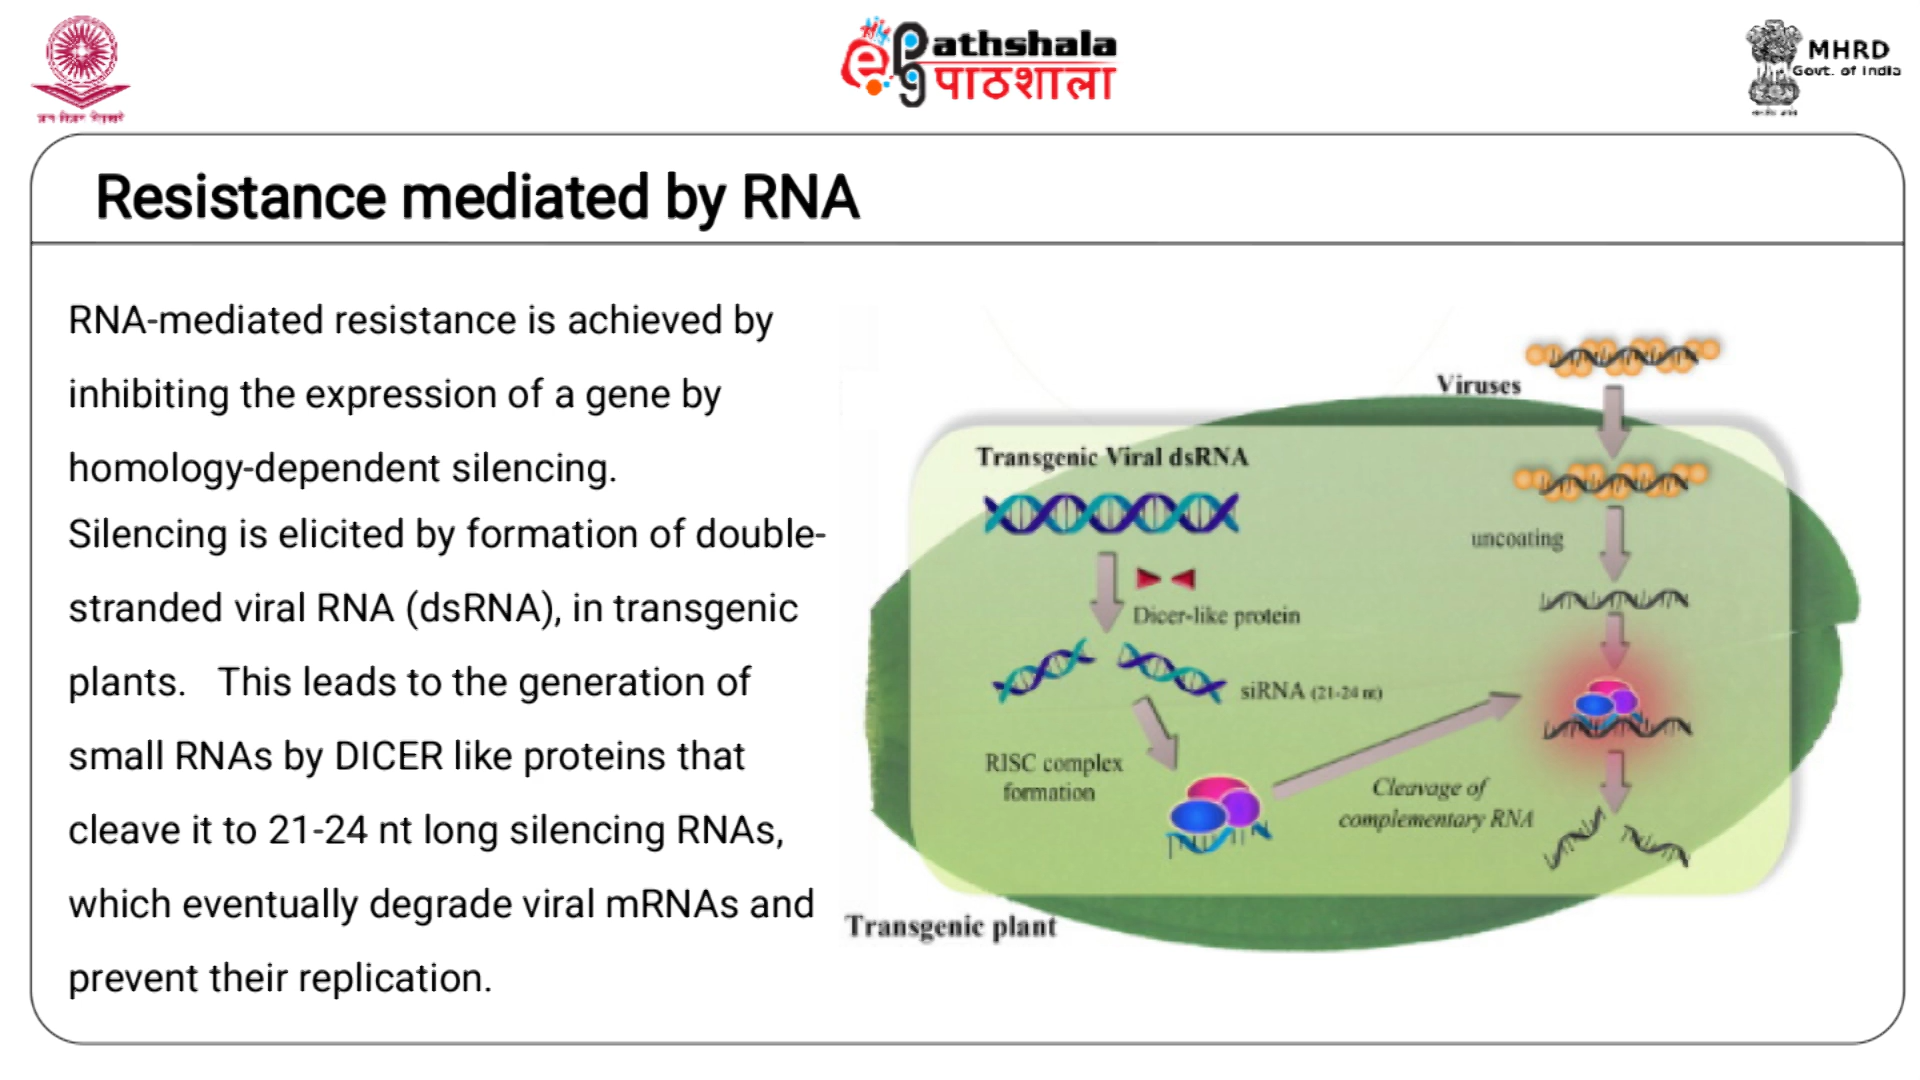 ePgathshala
पाठशाला
MHRD
Govt. of India
Resistance mediated by RNA
RNA-mediated resistance is achieved by
inhibiting the expression of a gene by
homology-dependent silencing.
Silencing is elicited by formation of double-
stranded viral RNA (dsRNA), in transgenic
plants.   This leads to the generation of
small RNAs by DICER like proteins that
cleave it to 21-24 nt long silencing RNAs,
which eventually degrade viral mRNAs and
prevent their replication.
Viruses
Transgenic Viral dsRNA
uncoating
Dicer-like protein
siRNA (21-24 nt)
RISC complex
formation
Cleavage of
complementary RNA
Transgenic plant